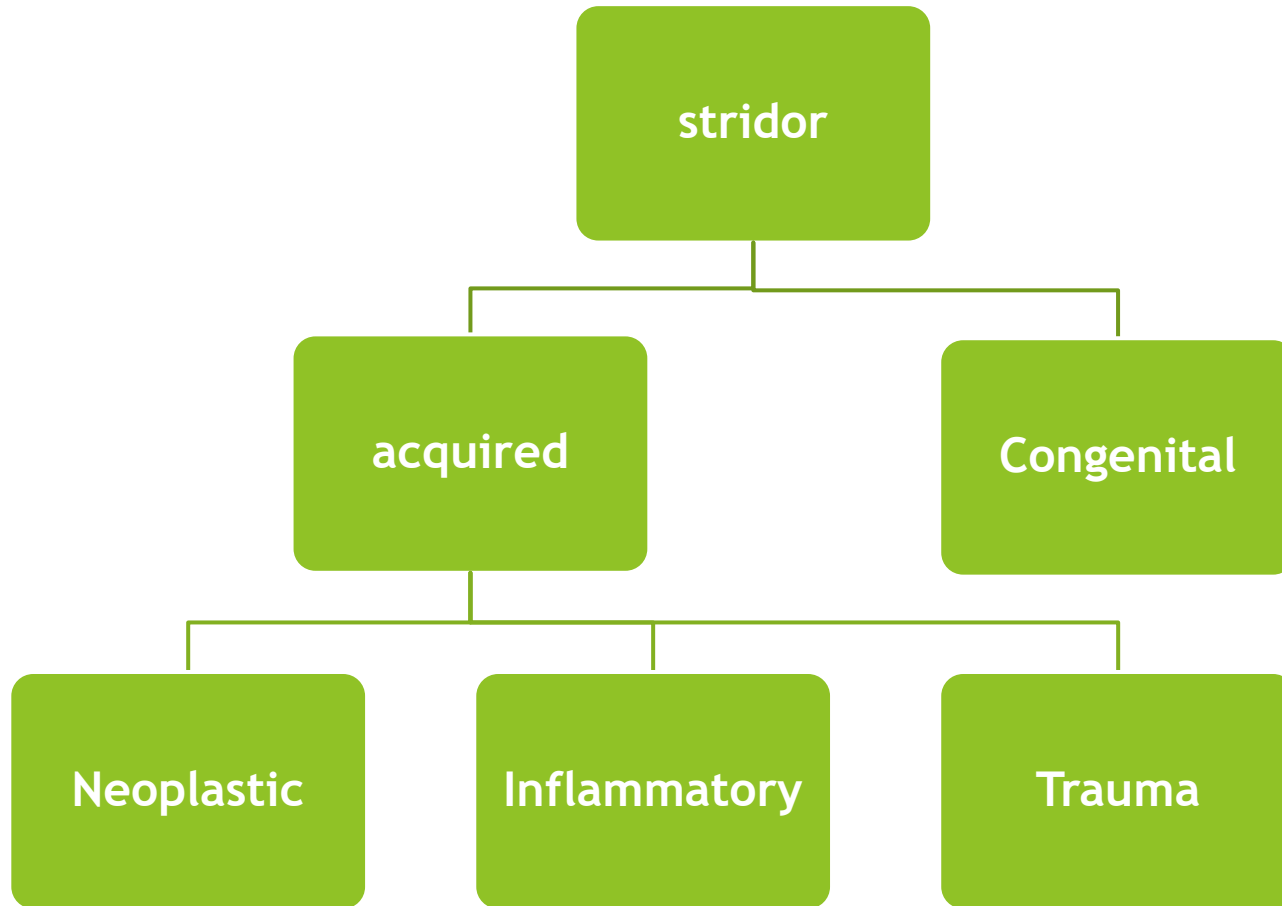 stridor
acquired
Congenital
Neoplastic
Inflammatory
Trauma